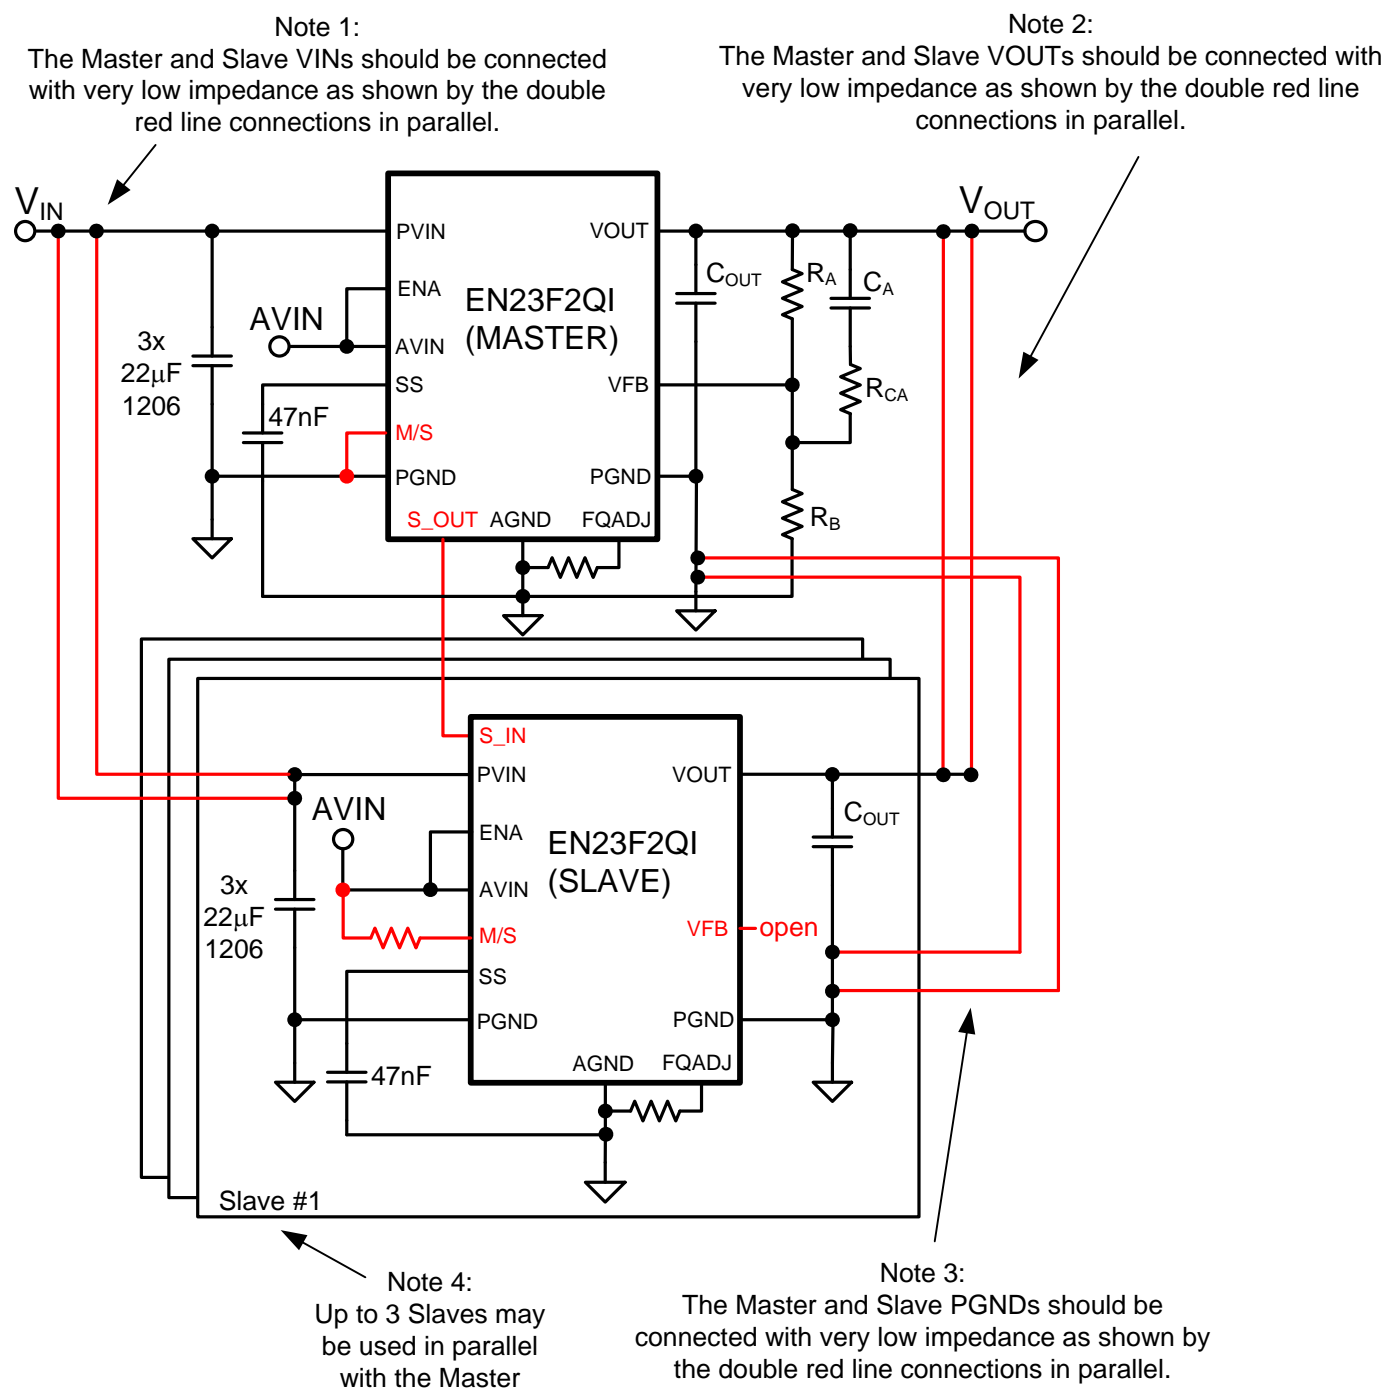 Note 1:
The Master and Slave VINs should be connected
with very low impedance as shown by the double
red line connections in parallel.
Note 2:
The Master and Slave VOUTs should be connected with
very low impedance as shown by the double red line
connections in parallel.
VIN
VOUT
PVIN
VOUT
ENA
EN23F2QI
(MASTER)
AVIN
AVIN
SS
VFB
M/S
PGND
PGND
S_OUT
AGND
FQADJ
3x
22μF
1206
47nF
COUT
RA
CA
RCA
RB
S_IN
PVIN
VOUT
AVIN
ENA
EN23F2QI
(SLAVE)
AVIN
M/S
VFB
open
SS
PGND
PGND
AGND
FQADJ
3x
22μF
1206
47nF
COUT
Slave #1
Note 4:
Up to 3 Slaves may
be used in parallel
with the Master
Note 3:
The Master and Slave PGNDs should be
connected with very low impedance as shown by
the double red line connections in parallel.